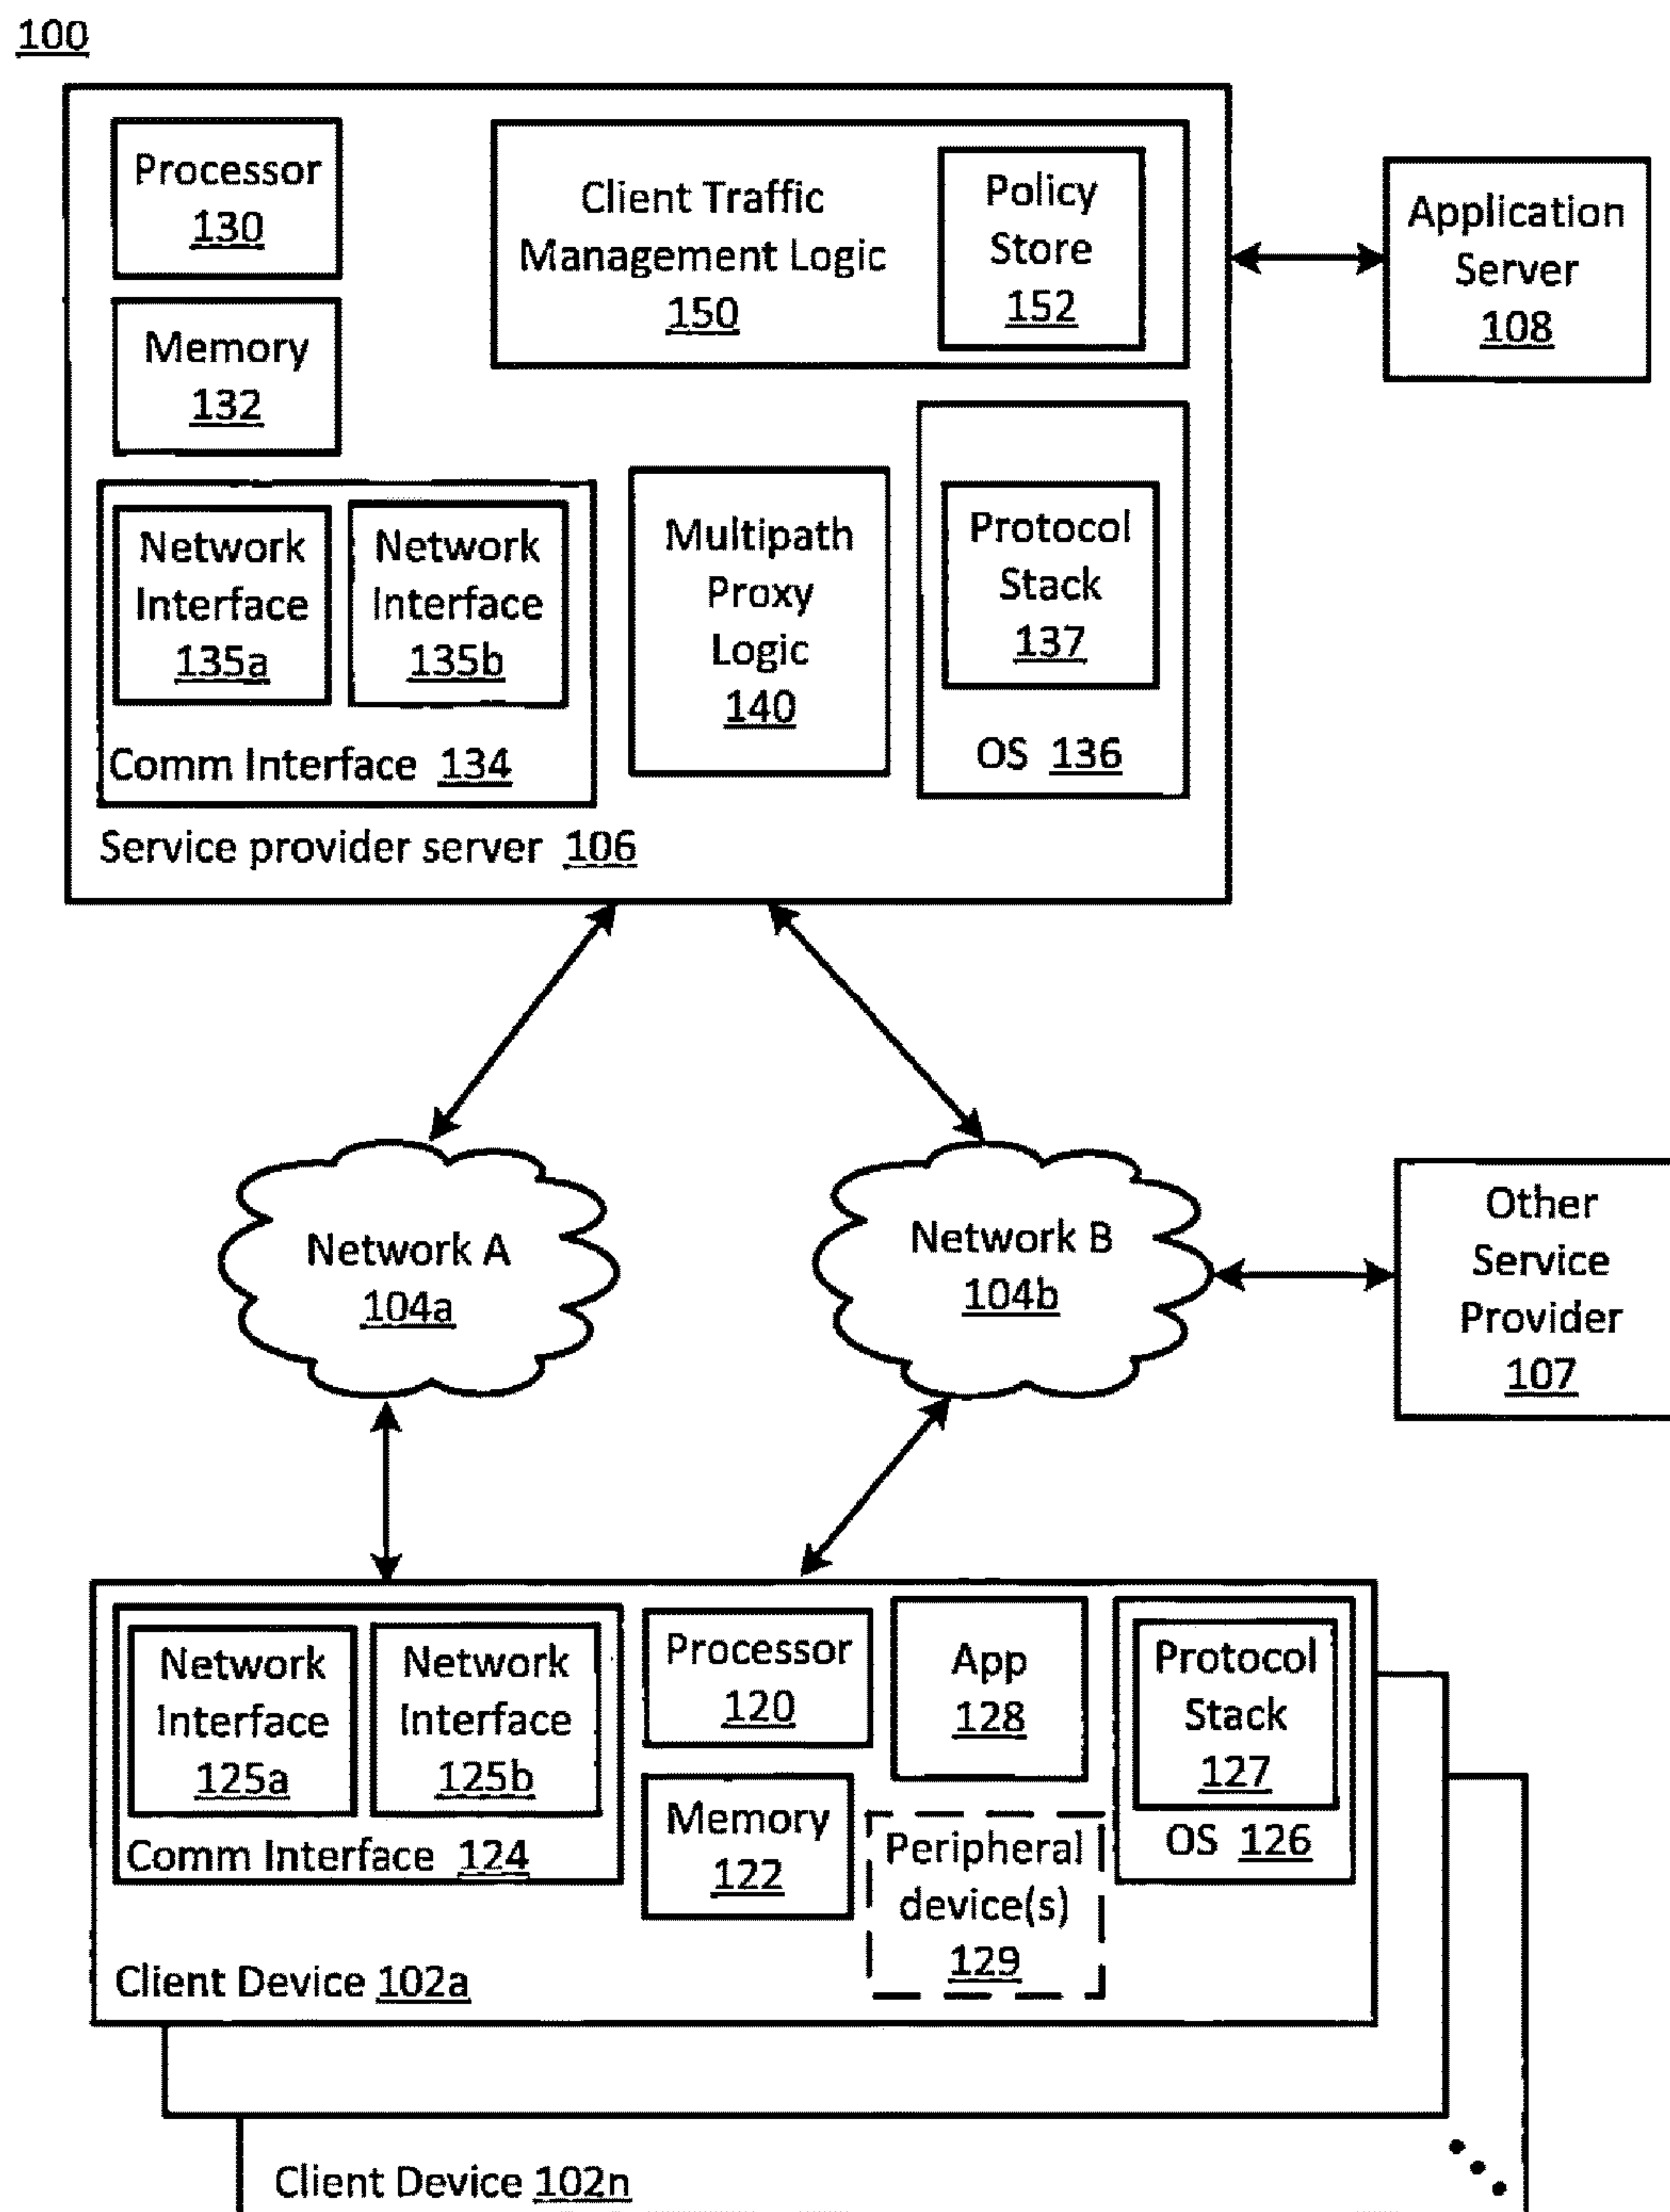 100
Processor
130
Client Traffic
Management Logic
150
Policy
Store
152
Application
Server
108
Memory
132
Network
Interface
135a
Network
Interface
135b
Comm Interface 134
Multipath
Proxy
Logic
140
Protocol
Stack
137
OS 136
Service provider server 106
Network A
104a
Network B
104b
Other
Service
Provider
107
Network
Interface
125a
Network
Interface
125b
Comm Interface 124
Processor
120
Memory
122
App
128
Peripheral
device(s)
129
Protocol
Stack
127
OS 126
Client Device 102a
Client Device 102n